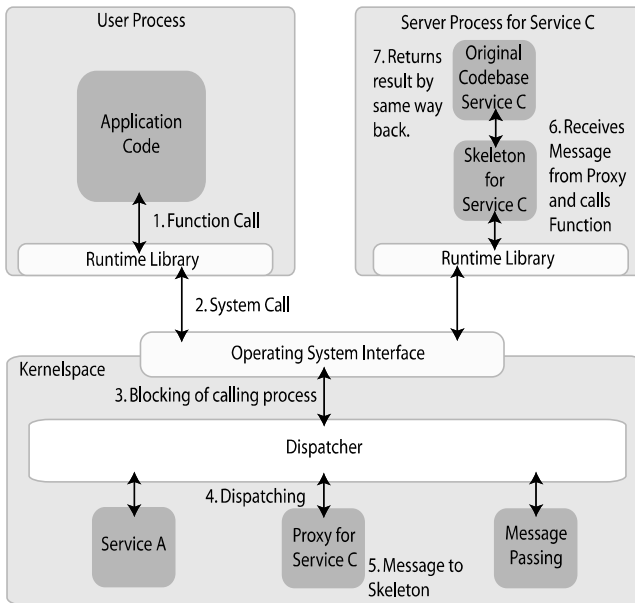 User Process
Application
Code
1. Function Call
Runtime Library
2. System Call
Server Process for Service C
7. Returns
result by
same way
back.
Original
Codebase
Service C
Skeleton
for
Service C
6. Receives
Message
from Proxy
and calls
Function
Runtime Library
Operating System Interface
Kernelspace
3. Blocking of calling process
Dispatcher
4. Dispatching
Service A
Proxy for
Service C
5. Message to
Skeleton
Message
Passing